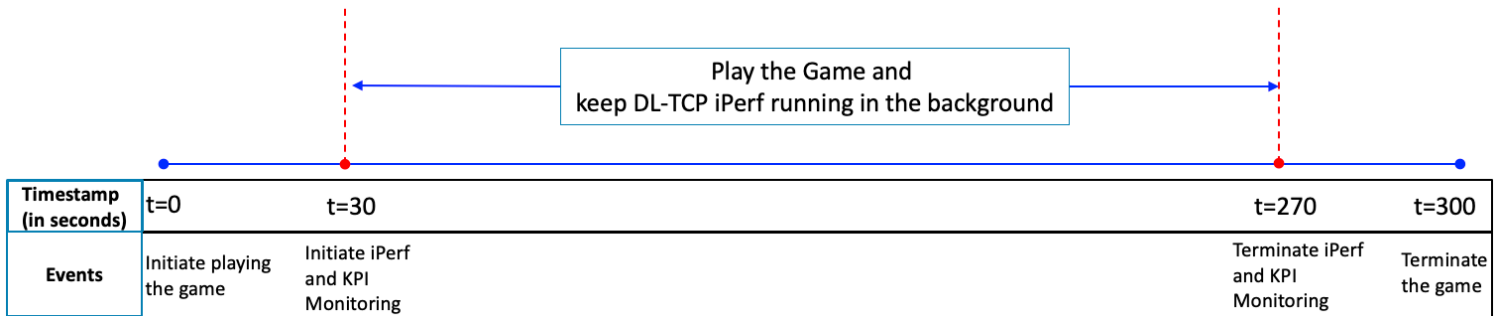 Play the Game and
keep DL-TCP iPerf running in the background
Timestamp
(in seconds)
t=0
t=30
t=270
t=300
Events
Initiate playing
the game
Initiate iPerf
and KPI
Monitoring
Terminate iPerf
and KPI
Monitoring
Terminate
the game